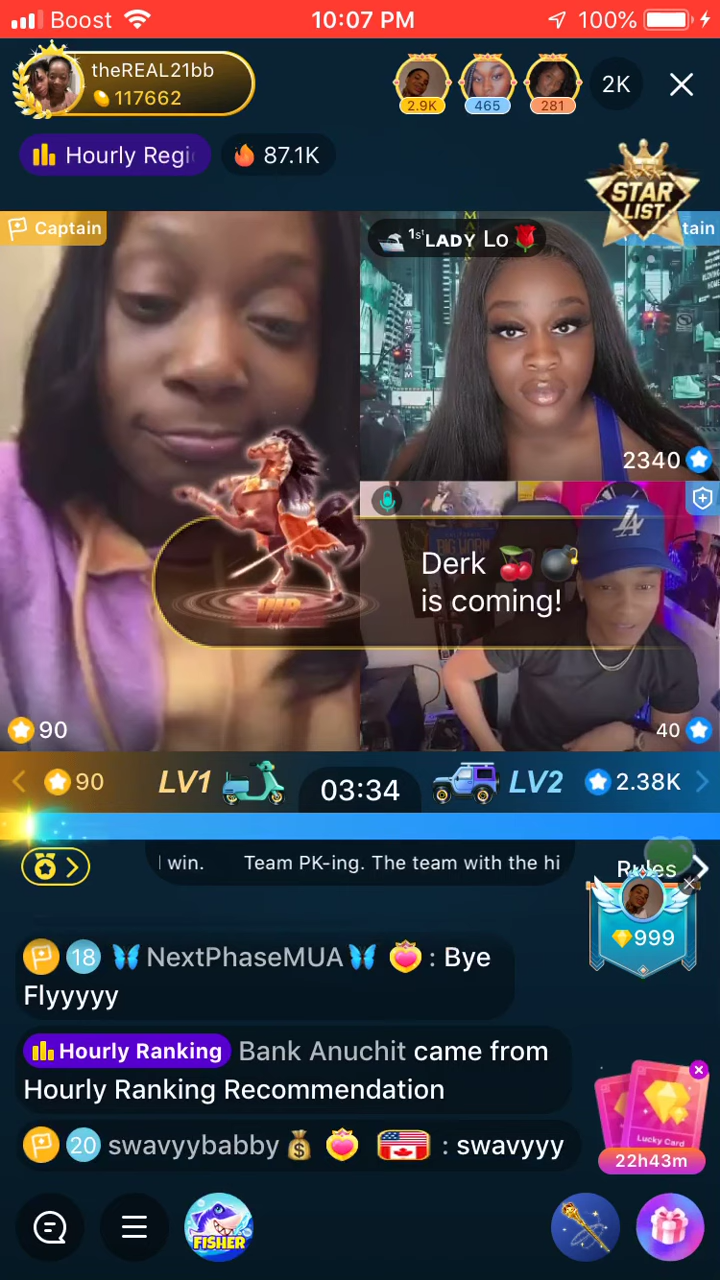 Boost 10:07 PM 100%
theREAL21bb
117662
2.9K 465 281 2K
Hourly Regi 87.1K
STAR
LIST
Captain
1st LADY Lo
tain
2340
LA
Derk
is coming!
VIP
90
40
90 LV1 03:34 LV2 2.38K
win. Team PK-ing. The team with the hi
Rules
999
18 NextPhaseMUA : Bye
Flyyyyy
Hourly Ranking Bank Anuchit came from
Hourly Ranking Recommendation
20 swavyybabby : swavyyy
Lucky Card
22h43m
FISHER